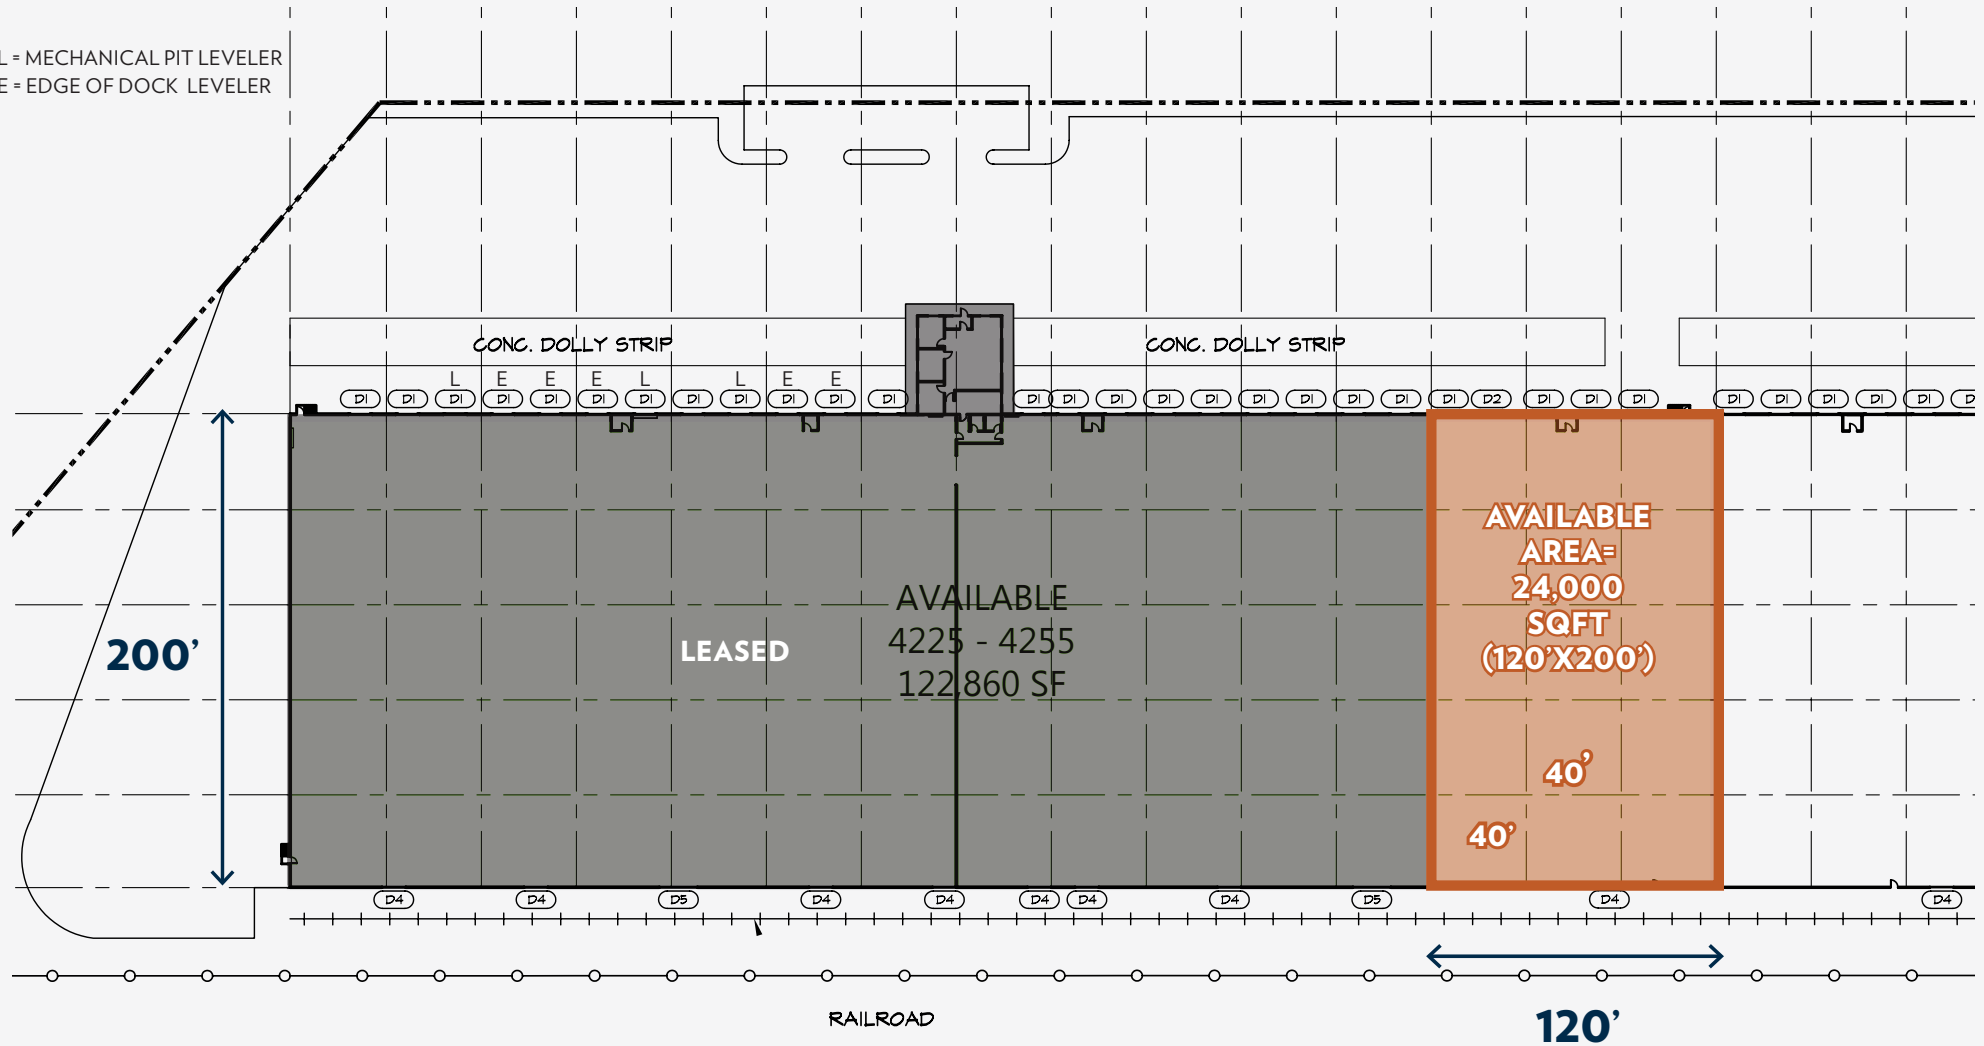 L = MECHANICAL PIT LEVELER
E = EDGE OF DOCK LEVELER
CONC. DOLLY STRIP
CONC. DOLLY STRIP
L E E E L L E E
D1 D1 D1 D1 D1 D1 D1 D1 D1 D1 D1 D1 D1 D1 D1 D1 D1 D1 D1 D1 D1 D1 D2 D1 D1 D1 D1 D1 D1 D1 D1
AVAILABLE
AREA=
24,000
SQFT
(120'X200')
AVAILABLE
4225 - 4255
122,860 SF
LEASED
200'
40'
40'
D4 D4 D5 D4 D4 D4 D4 D4 D5 D4 D4
RAILROAD
120'